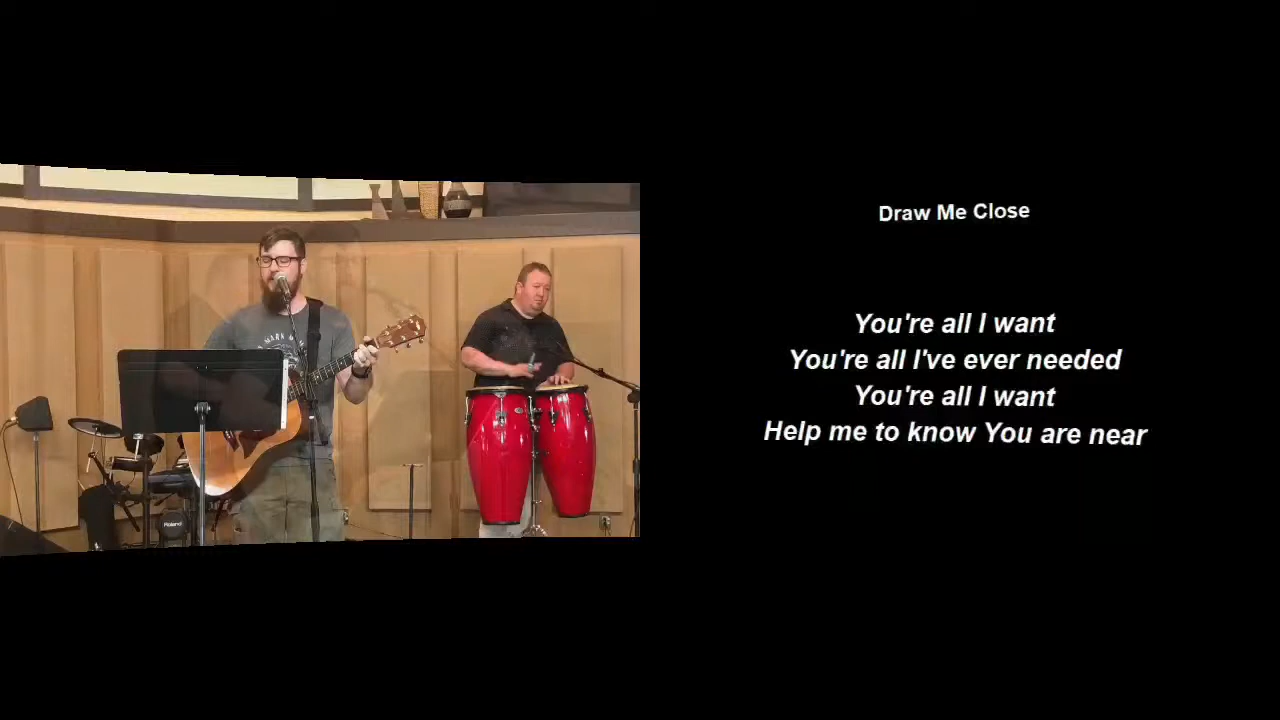 Draw Me Close
You're all I want
You're all I've ever needed
You're all I want
Help me to know You are near
Roland